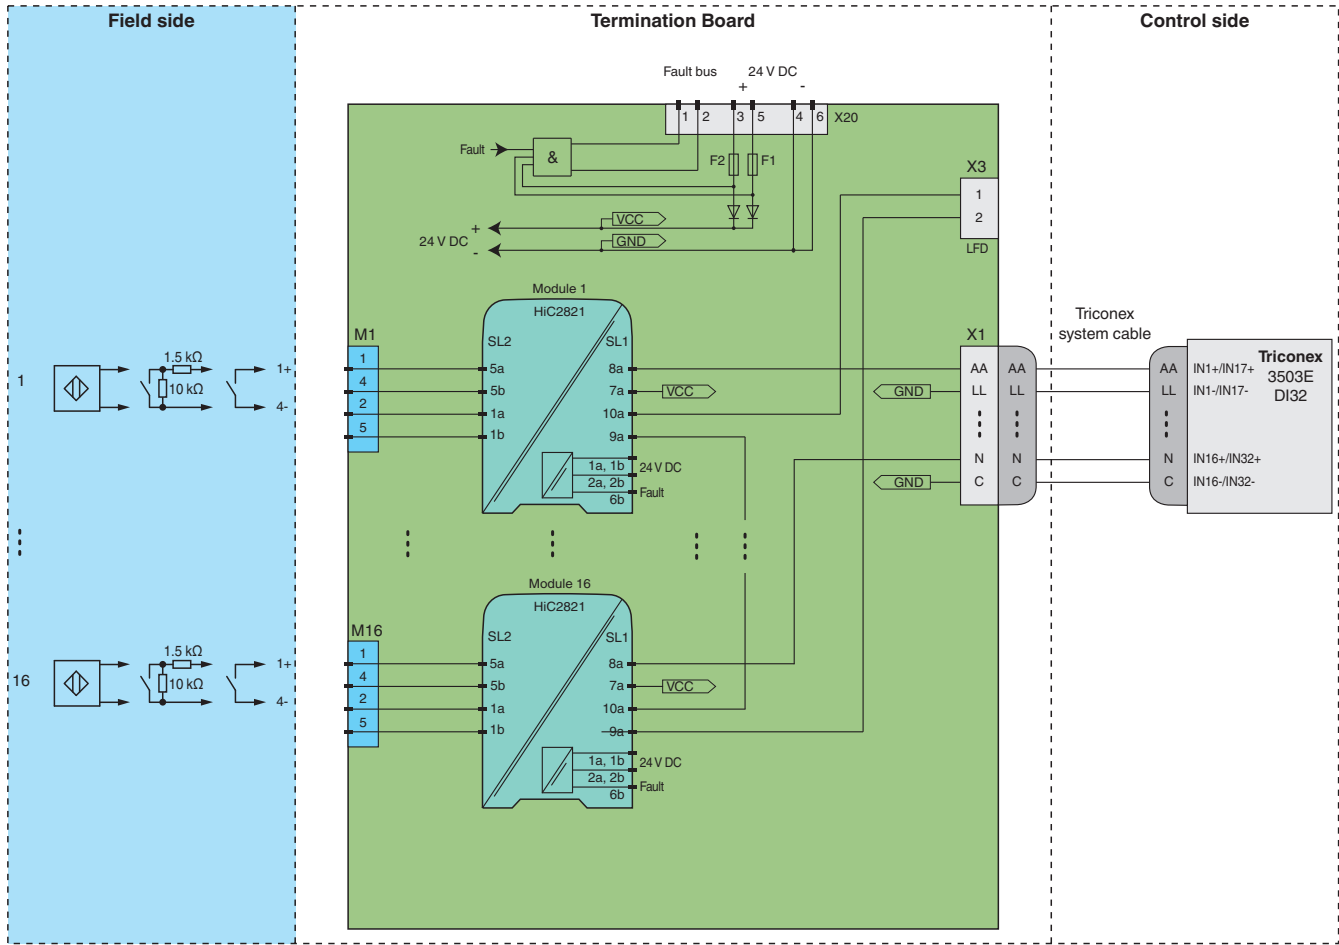 Field side
Termination Board
Control side
Fault bus
24 V DC
+
-
1
2
3
5
4
6
X20
Fault
&
F2
F1
X3
1
2
LFD
VCC
GND
+
24 V DC
-
Module 1
HiC2821
M1
SL2
SL1
1
4
2
5
5a
5b
1a
1b
8a
7a
10a
9a
VCC
1a, 1b
2a, 2b
6b
24 V DC
Fault
1
1.5 kΩ
10 kΩ
1+
4-
X1
AA
LL
N
C
GND
GND
AA
LL
N
C
Triconex
system cable
AA
LL
N
C
IN1+/IN17+
IN1-/IN17-
IN16+/IN32+
IN16-/IN32-
Triconex
3503E
DI32
Module 16
HiC2821
M16
SL2
SL1
1
4
2
5
5a
5b
1a
1b
8a
7a
10a
9a
VCC
1a, 1b
2a, 2b
6b
24 V DC
Fault
16
1.5 kΩ
10 kΩ
1+
4-